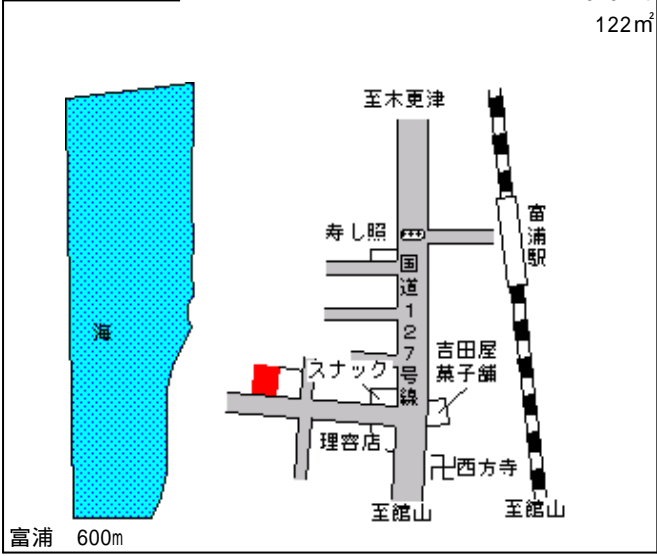 122㎡
至木更津
寿し照
富浦駅
国道127号線
海
吉田屋
菓子舗
スナック
理容店
卍西方寺
至館山
至館山
富浦 600m